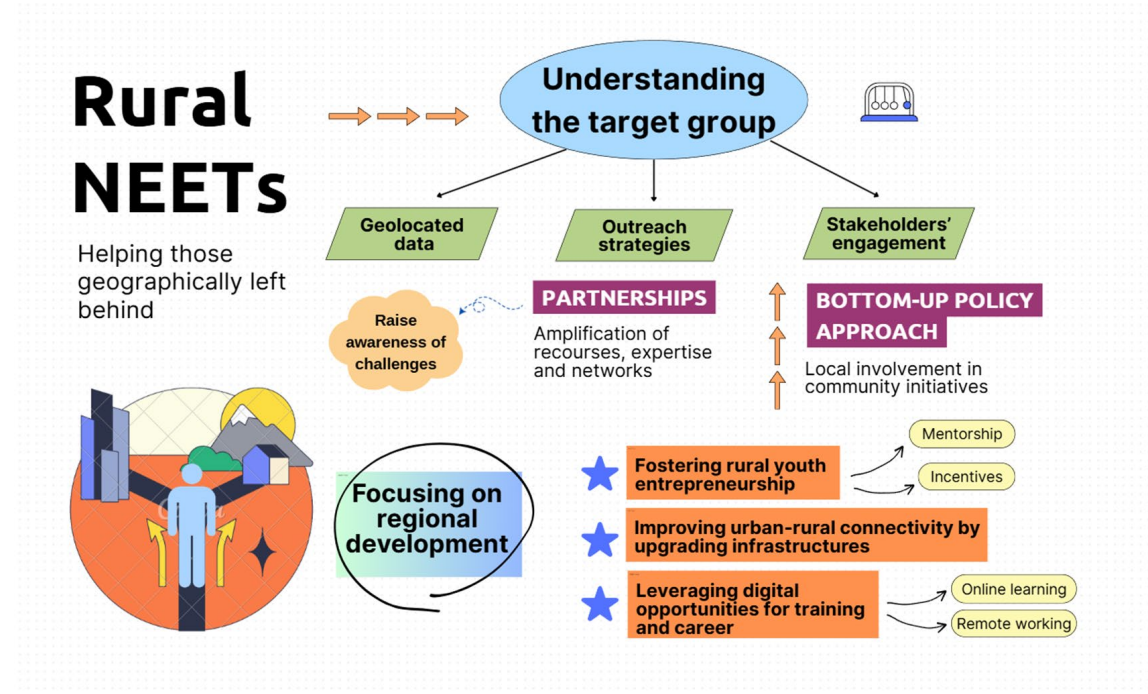 Rural
NEETs
Helping those
geographically left
behind
Understanding
the target group
Geolocated
data
Outreach
strategies
Stakeholders'
engagement
Raise
awareness of
challenges
PARTNERSHIPS
Amplification of
recourses, expertise
and networks
BOTTOM-UP POLICY
APPROACH
Local involvement in
community initiatives
Focusing on
regional
development
Fostering rural youth
entrepreneurship
Mentorship
Incentives
Improving urban-rural connectivity by
upgrading infrastructures
Leveraging digital
opportunities for training
and career
Online learning
Remote working